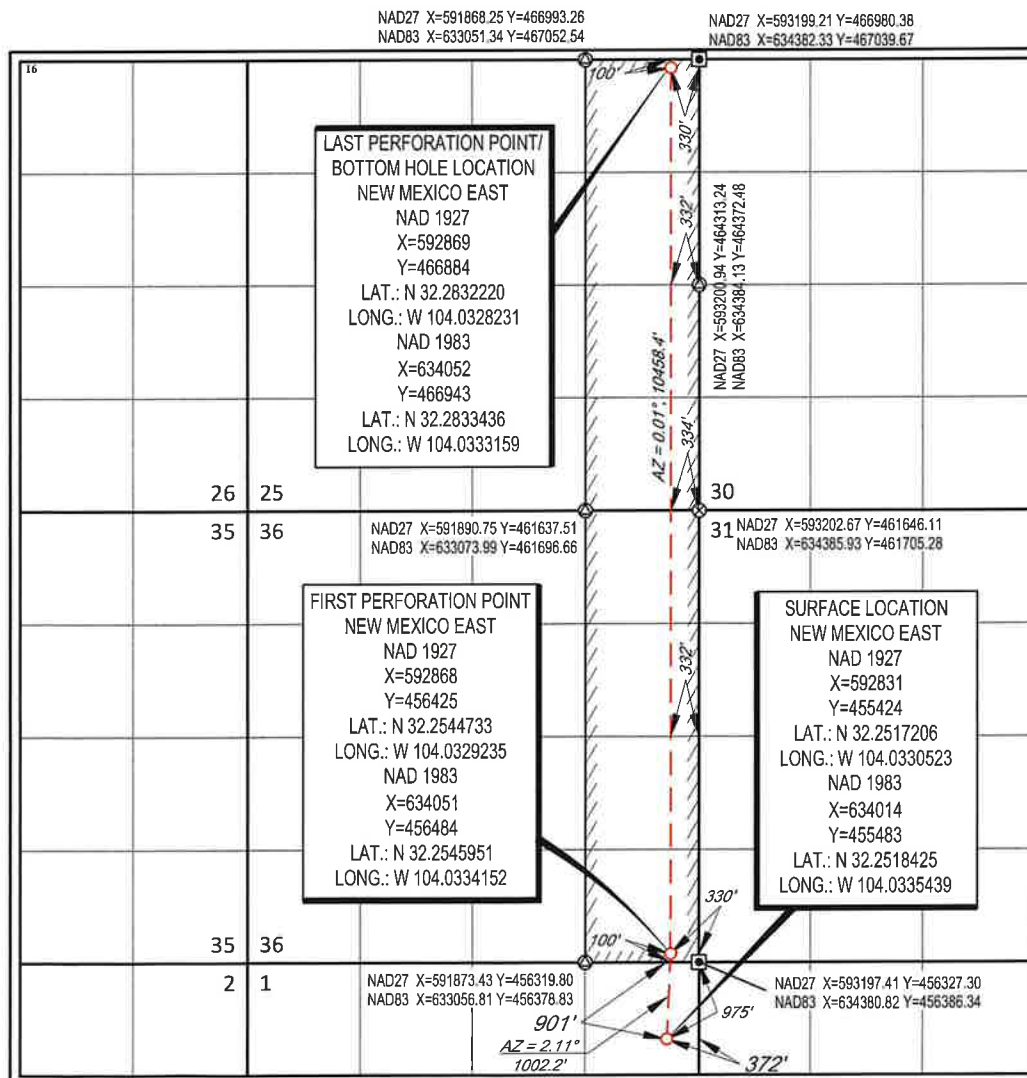 NAD27 X=591868.25 Y=466993.26
NAD83 X=633051.34 Y=467052.54
NAD27 X=593199.21 Y=466980.38
NAD83 X=634382.33 Y=467039.67
16
100'
330'
LAST PERFORATION POINT/
BOTTOM HOLE LOCATION
NEW MEXICO EAST
NAD 1927
X=592869
Y=466884
LAT.: N 32.2832220
LONG.: W 104.0328231
NAD 1983
X=634052
Y=466943
LAT.: N 32.2833436
LONG.: W 104.0333159
332'
NAD27 X=593200.94 Y=464313.24
NAD83 X=634384.13 Y=464372.48
AZ = 0.01°, 10458.4'
334'
26 25
30
35 36
31
NAD27 X=591890.75 Y=461637.51
NAD83 X=633073.99 Y=461696.66
NAD27 X=593202.67 Y=461646.11
NAD83 X=634385.93 Y=461705.28
FIRST PERFORATION POINT
NEW MEXICO EAST
NAD 1927
X=592868
Y=456425
LAT.: N 32.2544733
LONG.: W 104.0329235
NAD 1983
X=634051
Y=456484
LAT.: N 32.2545951
LONG.: W 104.0334152
332'
SURFACE LOCATION
NEW MEXICO EAST
NAD 1927
X=592831
Y=455424
LAT.: N 32.2517206
LONG.: W 104.0330523
NAD 1983
X=634014
Y=455483
LAT.: N 32.2518425
LONG.: W 104.0335439
330'
100'
35 36
2 1
NAD27 X=591873.43 Y=456319.80
NAD83 X=633056.81 Y=456378.83
NAD27 X=593197.41 Y=456327.30
NAD83 X=634380.82 Y=456386.34
975'
901'
AZ = 2.11°
1002.2'
372'